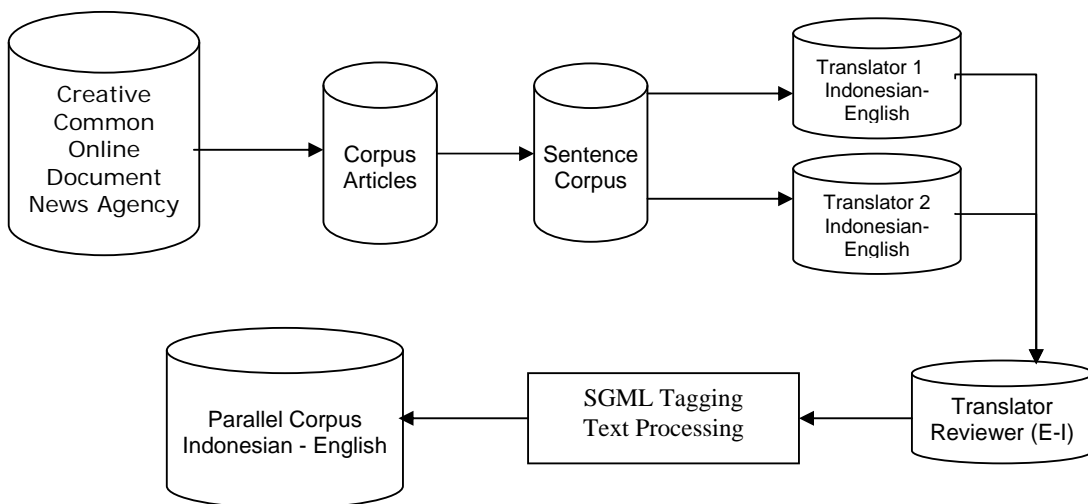 Creative
Common
Online
Document
News Agency
Corpus
Articles
Sentence
Corpus
Translator 1
Indonesian-
English
Translator 2
Indonesian-
English
Translator
Reviewer (E-I)
SGML Tagging
Text Processing
Parallel Corpus
Indonesian - English